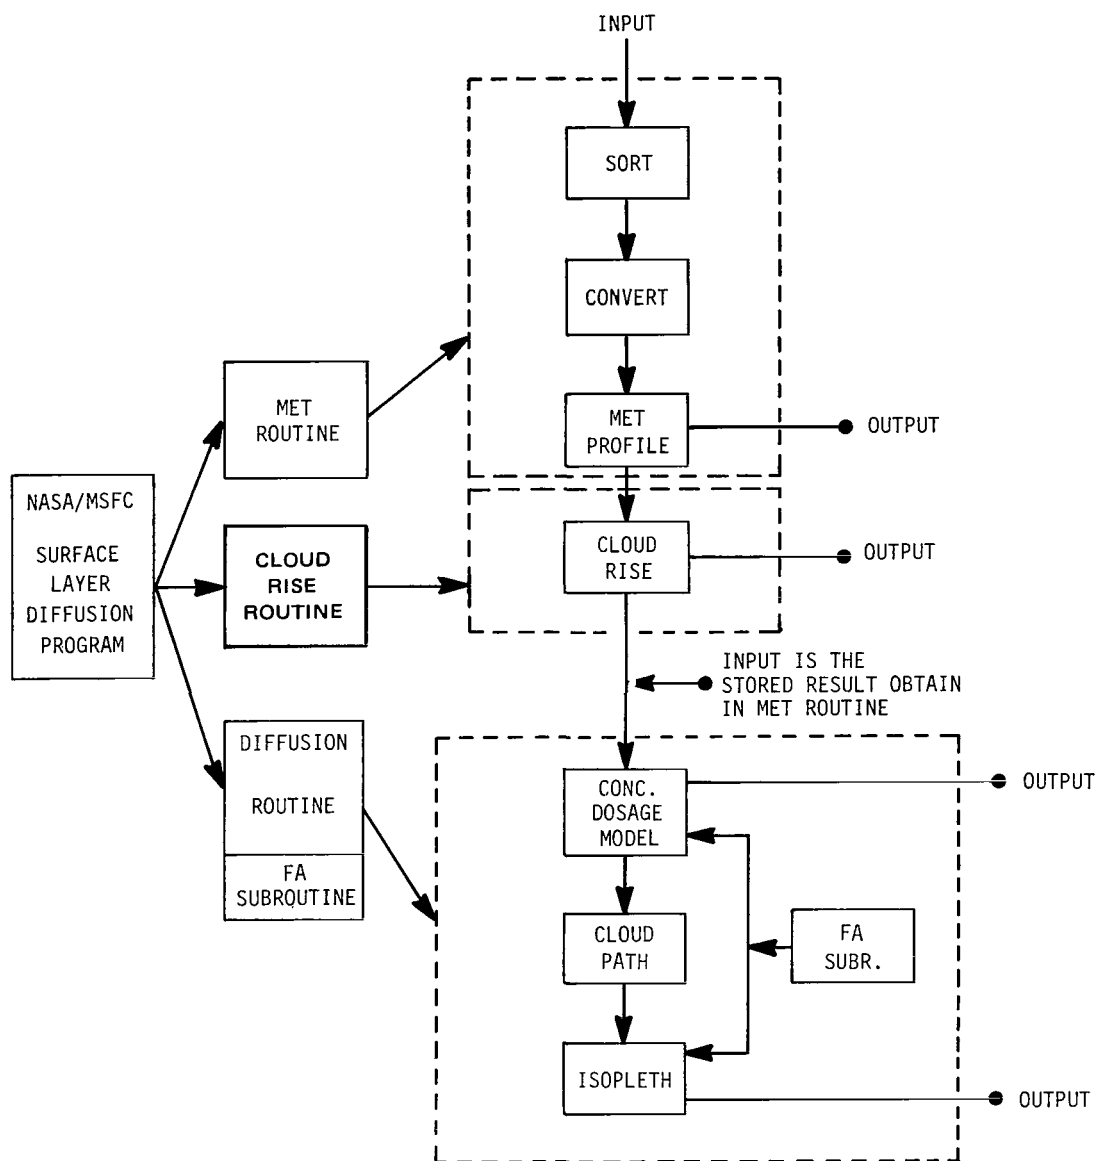 INPUT
SORT
CONVERT
MET
PROFILE
OUTPUT
MET
ROUTINE
NASA/MSFC
SURFACE
LAYER
DIFFUSION
PROGRAM
CLOUD
RISE
ROUTINE
CLOUD
RISE
OUTPUT
INPUT IS THE
STORED RESULT OBTAIN
IN MET ROUTINE
DIFFUSION
ROUTINE
FA
SUBROUTINE
CONC.
DOSAGE
MODEL
OUTPUT
CLOUD
PATH
FA
SUBR.
ISOPLETH
OUTPUT